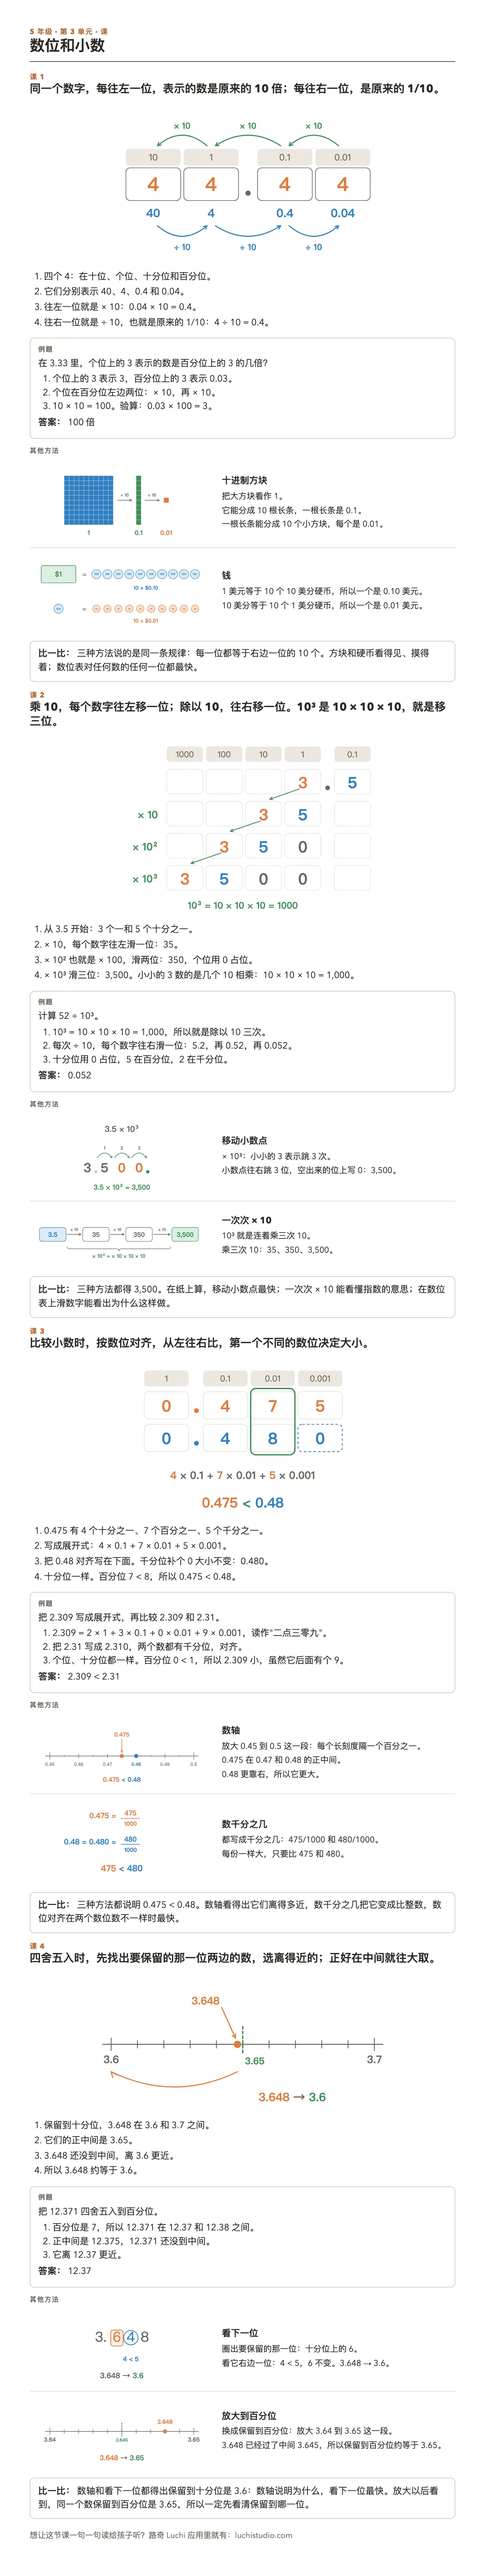 5 年级 · 第 3 单元 · 课
数位和小数
课 1
同一个数字，每往左一位，表示的数是原来的 10 倍；每往右一位，是原来的 1/10。
× 10 × 10 × 10
10 1 0.1 0.01
4 4 . 4 4
40 4 0.4 0.04
÷ 10 ÷ 10 ÷ 10
1. 四个 4：在十位、个位、十分位和百分位。
2. 它们分别表示 40、4、0.4 和 0.04。
3. 往左一位就是 × 10：0.04 × 10 = 0.4。
4. 往右一位就是 ÷ 10，也就是原来的 1/10：4 ÷ 10 = 0.4。
例题
在 3.33 里，个位上的 3 表示的数是百分位上的 3 的几倍？
1. 个位上的 3 表示 3，百分位上的 3 表示 0.03。
2. 个位在百分位左边两位：× 10，再 × 10。
3. 10 × 10 = 100。验算：0.03 × 100 = 3。
答案： 100 倍
其他方法
÷ 10 ÷ 10
1 0.1 0.01
十进制方块
把大方块看作 1。
它能分成 10 根长条，一根长条是 0.1。
一根长条能分成 10 个小方块，每个是 0.01。
$1 =
10 × $0.10
=
10 × $0.01
钱
1 美元等于 10 个 10 美分硬币，所以一个是 0.10 美元。
10 美分等于 10 个 1 美分硬币，所以一个是 0.01 美元。
比一比： 三种方法说的是同一条规律：每一位都等于右边一位的 10 个。方块和硬币看得见、摸得
着；数位表对任何数的任何一位都最快。
课 2
乘 10，每个数字往左移一位；除以 10，往右移一位。10³ 是 10 × 10 × 10，就是移
三位。
1000 100 10 1 0.1
3 . 5
× 10 3 5
× 10² 3 5 0
× 10³ 3 5 0 0
10³ = 10 × 10 × 10 = 1000
1. 从 3.5 开始：3 个一和 5 个十分之一。
2. × 10，每个数字往左滑一位：35。
3. × 10² 也就是 × 100，滑两位：350，个位用 0 占位。
4. × 10³ 滑三位：3,500。小小的 3 数的是几个 10 相乘：10 × 10 × 10 = 1,000。
例题
计算 52 ÷ 10³。
1. 10³ = 10 × 10 × 10 = 1,000，所以就是除以 10 三次。
2. 每次 ÷ 10，每个数字往右滑一位：5.2，再 0.52，再 0.052。
3. 十分位用 0 占位，5 在百分位，2 在千分位。
答案： 0.052
其他方法
3.5 × 10³
1 2 3
3 . 5 0 0 .
3.5 × 10³ = 3,500
移动小数点
× 10³：小小的 3 表示跳 3 次。
小数点往右跳 3 位，空出来的位上写 0：3,500。
× 10 × 10 × 10
3.5 35 350 3,500
× 10³ = × 10 × 10 × 10
一次次 × 10
10³ 就是连着乘三次 10。
乘三次 10：35、350、3,500。
比一比： 三种方法都得 3,500。在纸上算，移动小数点最快；一次次 × 10 能看懂指数的意思；在数位
表上滑数字能看出为什么这样做。
课 3
比较小数时，按数位对齐，从左往右比，第一个不同的数位决定大小。
1 0.1 0.01 0.001
0 . 4 7 5
0 . 4 8 0
4 × 0.1 + 7 × 0.01 + 5 × 0.001
0.475 < 0.48
1. 0.475 有 4 个十分之一、7 个百分之一、5 个千分之一。
2. 写成展开式：4 × 0.1 + 7 × 0.01 + 5 × 0.001。
3. 把 0.48 对齐写在下面。千分位补个 0 大小不变：0.480。
4. 十分位一样。百分位 7 < 8，所以 0.475 < 0.48。
例题
把 2.309 写成展开式，再比较 2.309 和 2.31。
1. 2.309 = 2 × 1 + 3 × 0.1 + 0 × 0.01 + 9 × 0.001，读作"二点三零九"。
2. 把 2.31 写成 2.310，两个数都有千分位，对齐。
3. 个位、十分位都一样。百分位 0 < 1，所以 2.309 小，虽然它后面有个 9。
答案： 2.309 < 2.31
其他方法
0.475
0.45 0.46 0.47 0.48 0.49 0.5
0.475 < 0.48
数轴
放大 0.45 到 0.5 这一段：每个长刻度隔一个百分之一。
0.475 在 0.47 和 0.48 的正中间。
0.48 更靠右，所以它更大。
0.475 = 475/1000
0.48 = 0.480 = 480/1000
475 < 480
数千分之几
都写成千分之几：475/1000 和 480/1000。
每份一样大，只要比 475 和 480。
比一比： 三种方法都说明 0.475 < 0.48。数轴看得出它们离得多近，数千分之几把它变成比整数，数
位对齐在两个数位数不一样时最快。
课 4
四舍五入时，先找出要保留的那一位两边的数，选离得近的；正好在中间就往大取。
3.648
3.6 3.65 3.7
3.648 → 3.6
1. 保留到十分位，3.648 在 3.6 和 3.7 之间。
2. 它们的正中间是 3.65。
3. 3.648 还没到中间，离 3.6 更近。
4. 所以 3.648 约等于 3.6。
例题
把 12.371 四舍五入到百分位。
1. 百分位是 7，所以 12.371 在 12.37 和 12.38 之间。
2. 正中间是 12.375，12.371 还没到中间。
3. 它离 12.37 更近。
答案： 12.37
其他方法
3. 6 4 8
4 < 5
3.648 → 3.6
看下一位
圈出要保留的那一位：十分位上的 6。
看它右边一位：4 < 5，6 不变。3.648 → 3.6。
3.648
3.64 3.645 3.65
3.648 → 3.65
放大到百分位
换成保留到百分位：放大 3.64 到 3.65 这一段。
3.648 已经过了中间 3.645，所以保留到百分位约等于 3.65。
比一比： 数轴和看下一位都得出保留到十分位是 3.6：数轴说明为什么，看下一位最快。放大以后看
到，同一个数保留到百分位是 3.65，所以一定先看清保留到哪一位。
想让这节课一句一句读给孩子听？路奇 Luchi 应用里就有：luchistudio.com